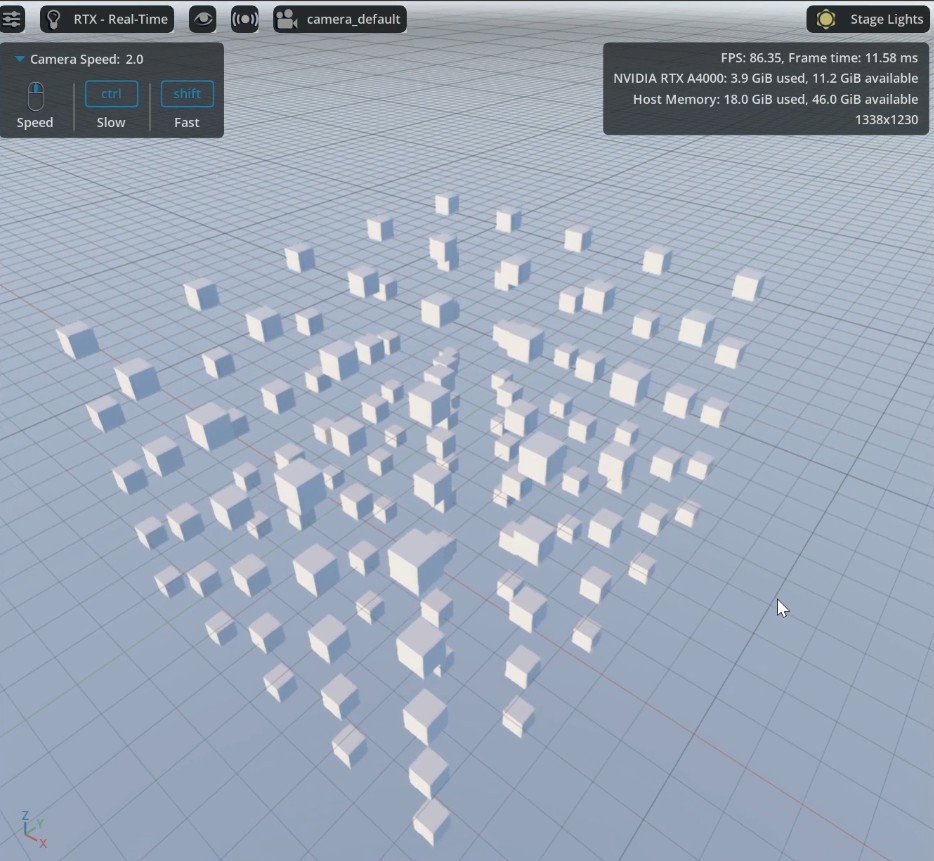 RTX - Real-Time
camera_default
Stage Lights
Camera Speed: 2.0
ctrl
shift
Speed
Slow
Fast
FPS: 86.35, Frame time: 11.58 ms
NVIDIA RTX A4000: 3.9 GiB used, 11.2 GiB available
Host Memory: 18.0 GiB used, 46.0 GiB available
1338x1230
Z
Y
X